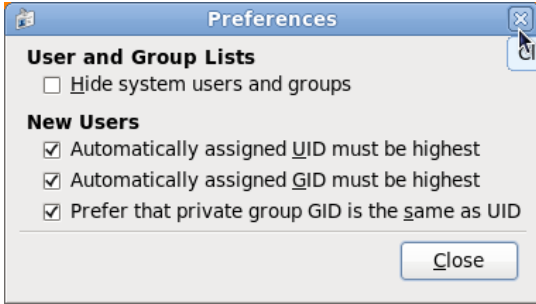 Preferences
User and Group Lists
Hide system users and groups
New Users
Automatically assigned UID must be highest
Automatically assigned GID must be highest
Prefer that private group GID is the same as UID
Close